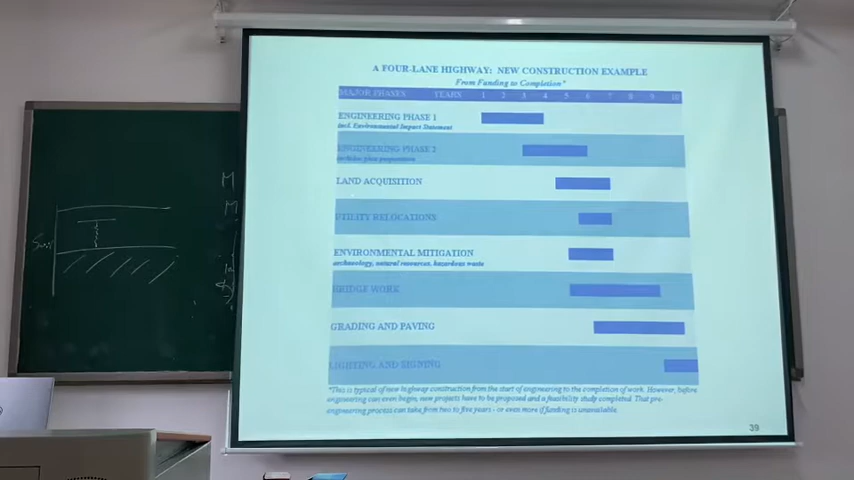 A FOUR-LANE HIGHWAY: NEW CONSTRUCTION EXAMPLE
From Funding to Completion*
MAJOR PHASES YEARS 1 2 3 4 5 6 7 8 9 10
ENGINEERING PHASE 1
incl. Environmental Impact Statement
ENGINEERING PHASE 2
includes plan preparation
LAND ACQUISITION
UTILITY RELOCATIONS
ENVIRONMENTAL MITIGATION
archaeology, natural resources, hazardous waste
BRIDGE WORK
GRADING AND PAVING
LIGHTING AND SIGNING
*This is typical of new highway construction from the start of engineering to the completion of work. However, before
engineering can even begin, new projects have to be proposed and a feasibility study completed. That pre-
engineering process can take from two to five years - or even more if funding is unavailable.
39